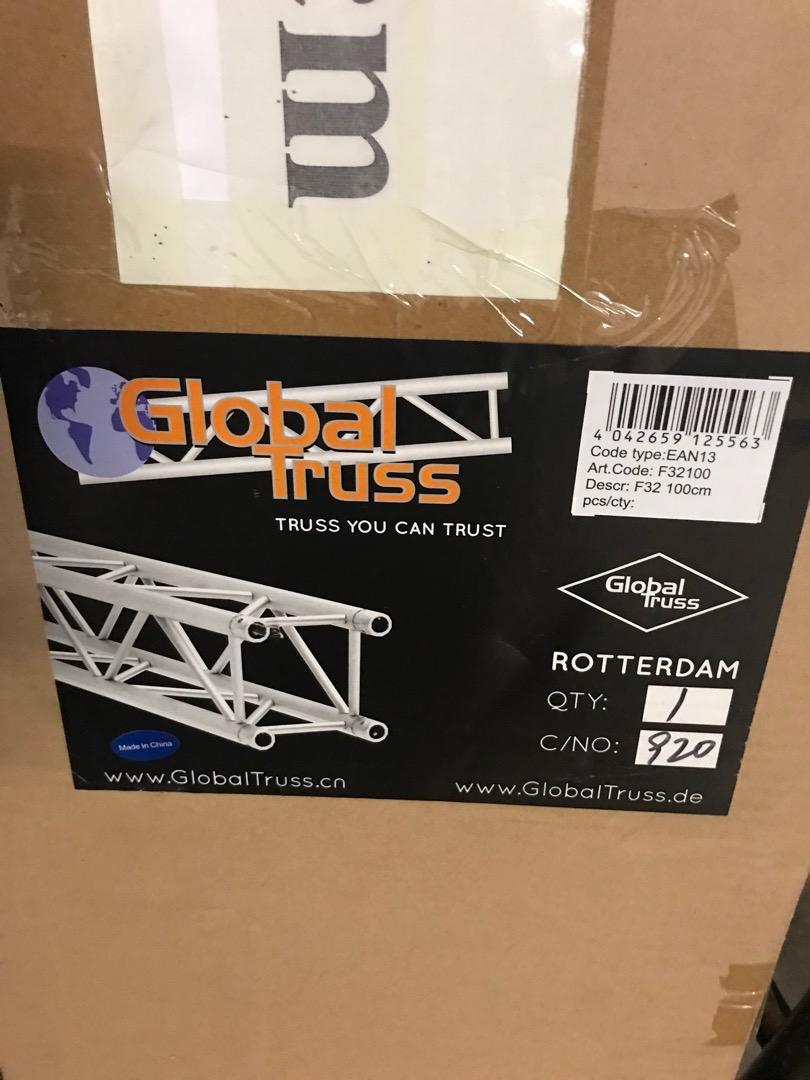 m
Global
Truss
TRUSS YOU CAN TRUST
4 042659 125563
Code type:EAN13
Art.Code: F32100
Descr: F32 100cm
pcs/cty:
Global
Truss
ROTTERDAM
QTY: 1
C/NO: 920
Made in China
www.GlobalTruss.cn
www.GlobalTruss.de